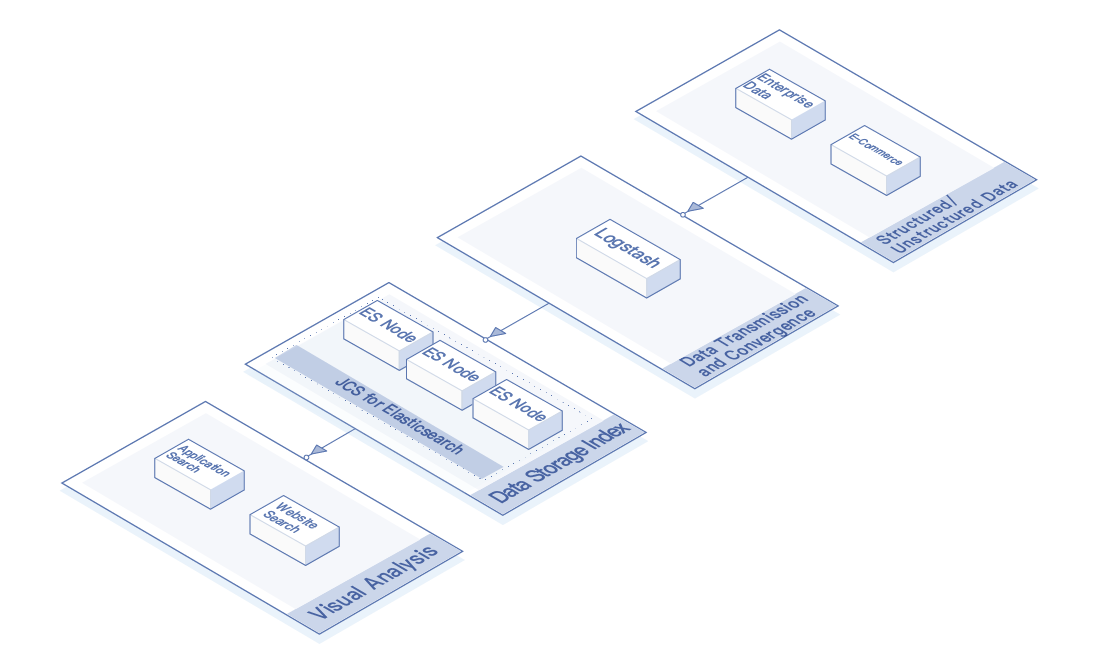 Enterprise
Data
E-Commerce
Structured/
Unstructured Data
Logstash
Data Transmission
and Convergence
ES Node
ES Node
ES Node
JCS for Elasticsearch
Data Storage Index
Application
Search
Website
Search
Visual Analysis